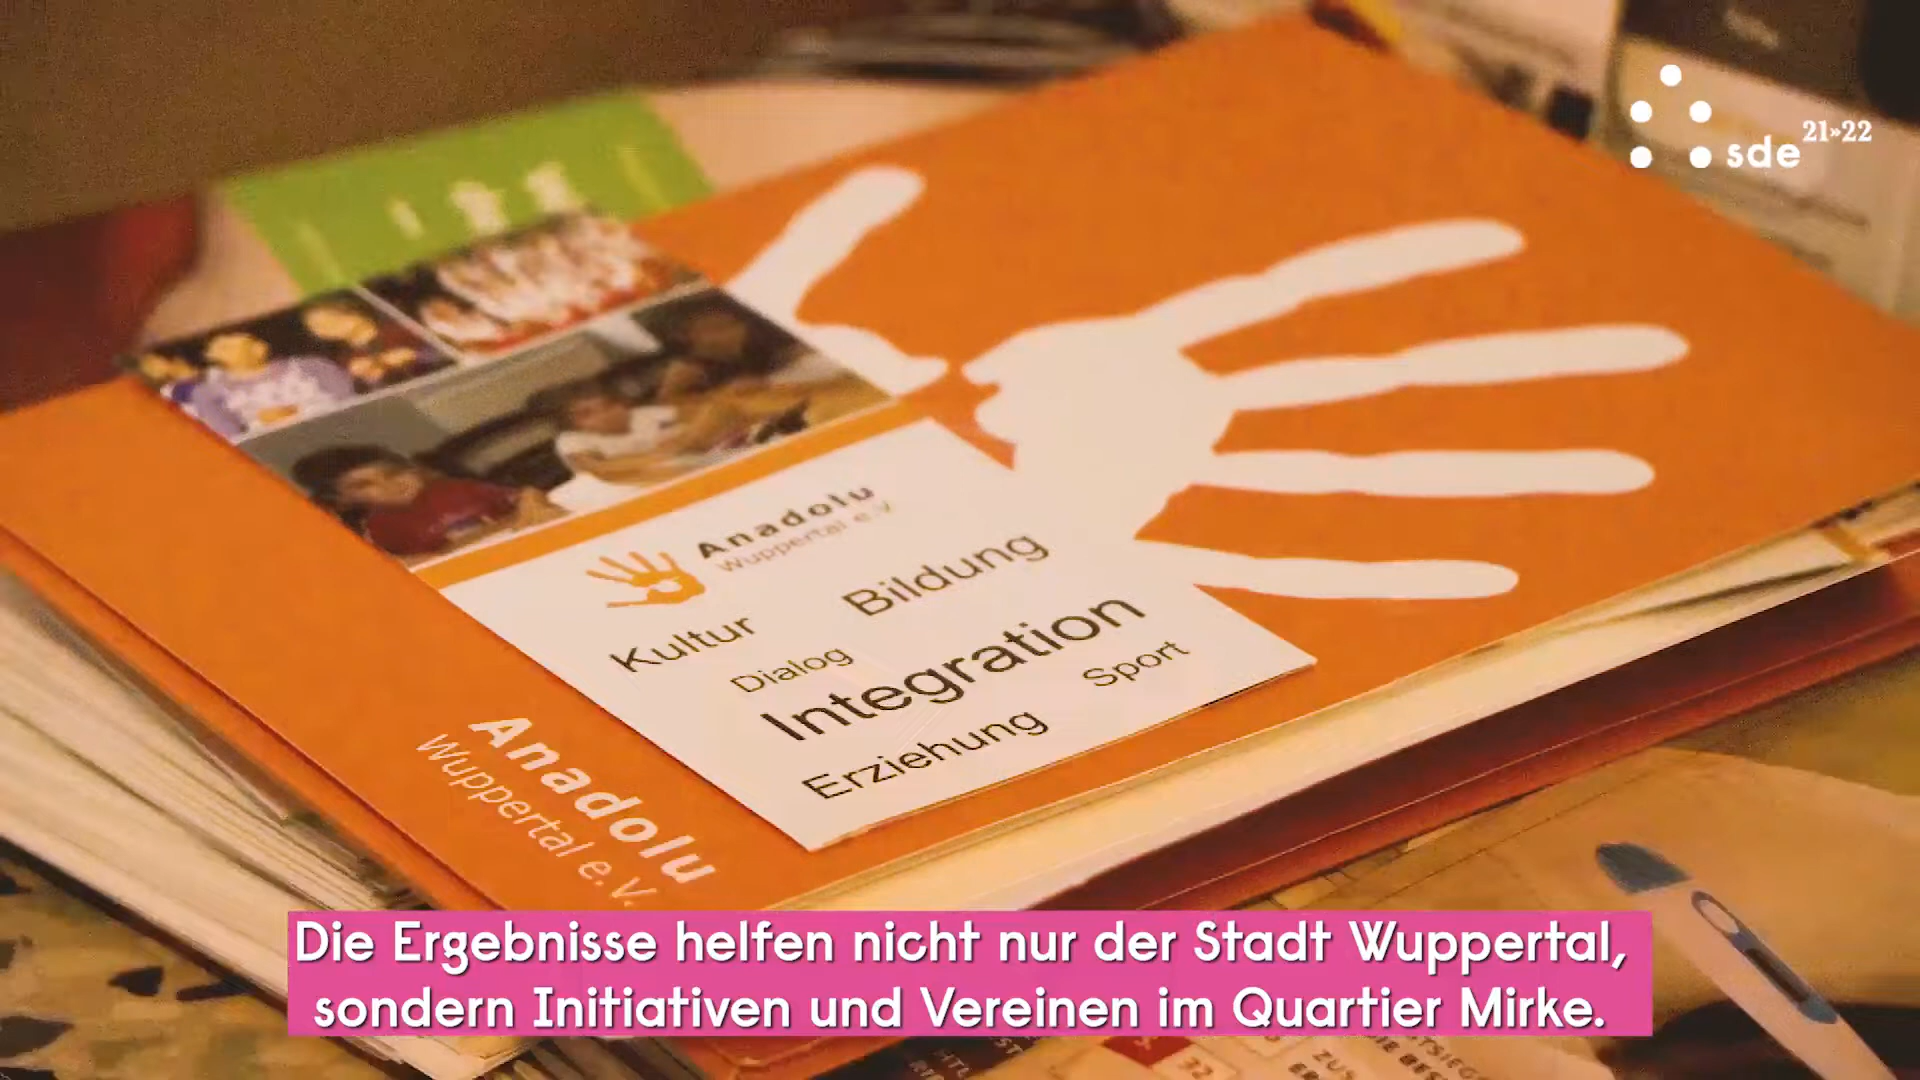 21»22
sde
Anadolu
Wuppertal e.V.
Kultur
Bildung
Dialog
Integration
Sport
Erziehung
Anadolu
Wuppertal e.V.
Die Ergebnisse helfen nicht nur der Stadt Wuppertal,
sondern Initiativen und Vereinen im Quartier Mirke.
32